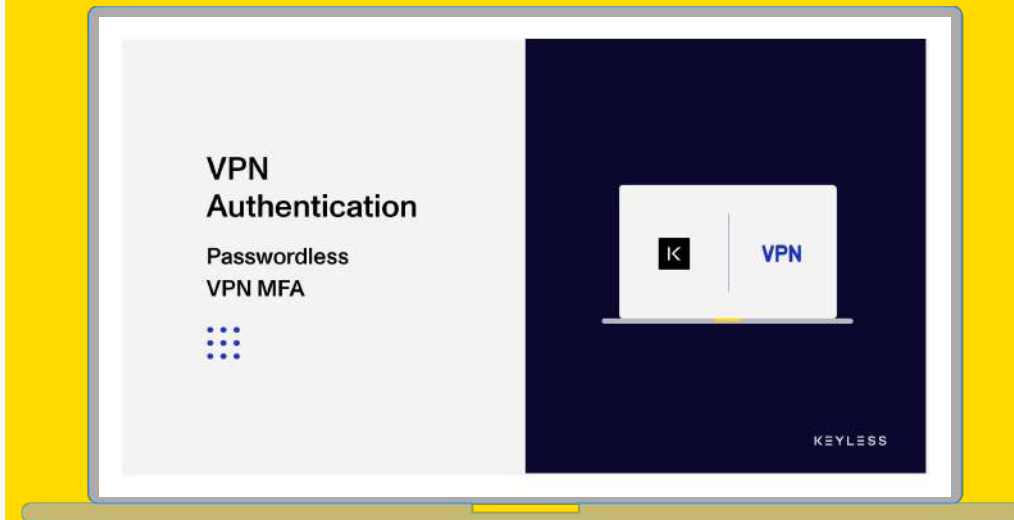 VPN
Authentication
Passwordless
VPN MFA
K
VPN
KEYLESS